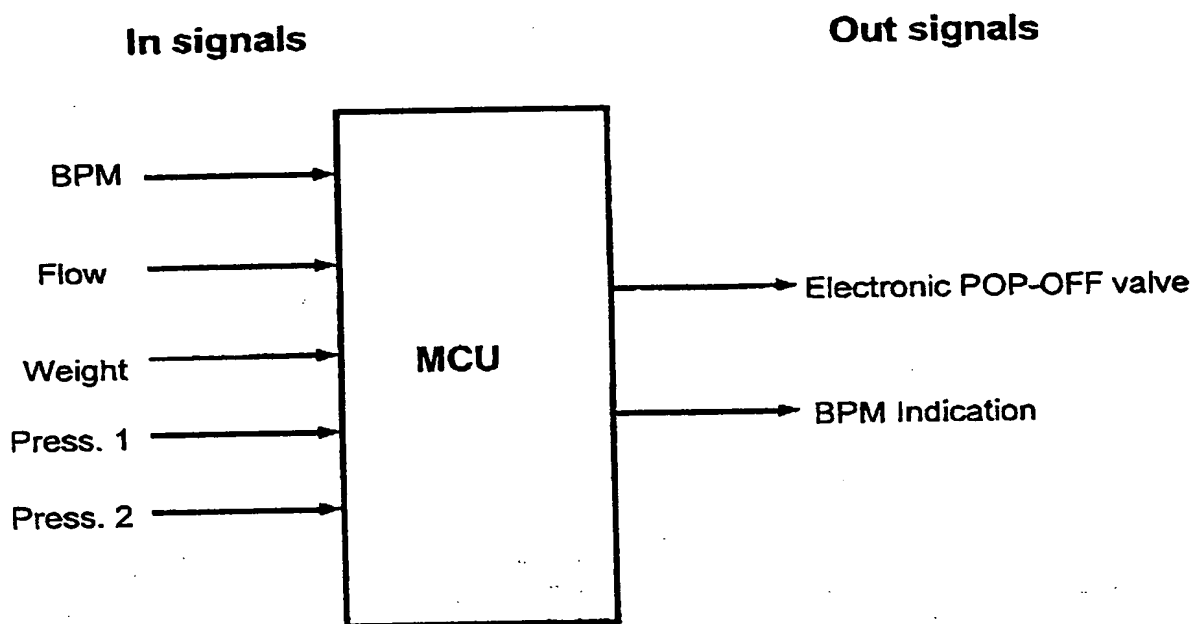 In signals
Out signals
BPM
Flow
Weight
Press. 1
Press. 2
MCU
Electronic POP-OFF valve
BPM Indication